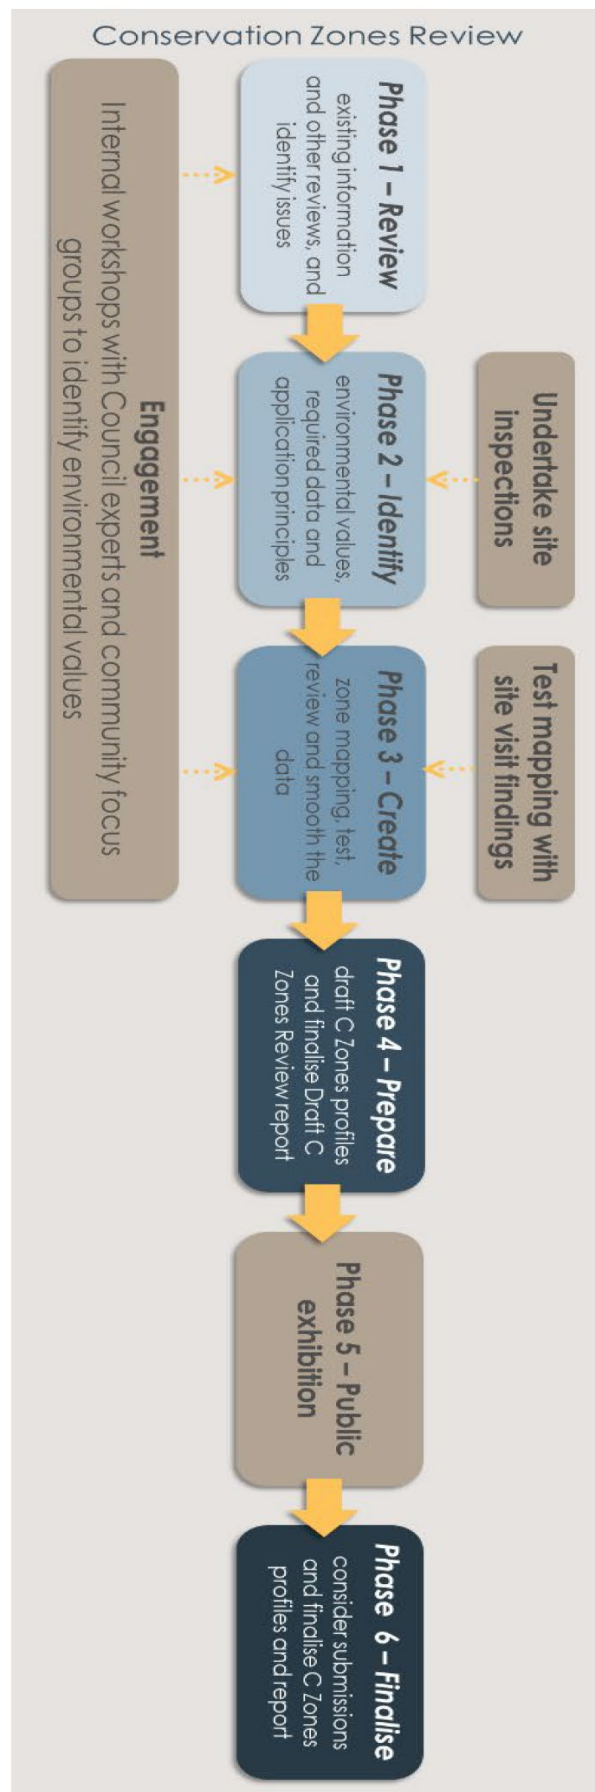 Conservation Zones Review
Phase 1 – Review
existing information
and other reviews, and
identify issues
Phase 2 – Identify
environmental values,
required data and
application principles
Phase 3 – Create
zone mapping, test,
review and smooth the
data
Phase 4 – Prepare
draft C Zones profiles
and finalise Draft C
Zones Review report
Phase 5 – Public
exhibition
Phase 6 – Finalise
consider submissions
and finalise C Zones
profiles and report
Undertake site
inspections
Test mapping with
site visit findings
Engagement
Internal workshops with Council experts and community focus
groups to identify environmental values